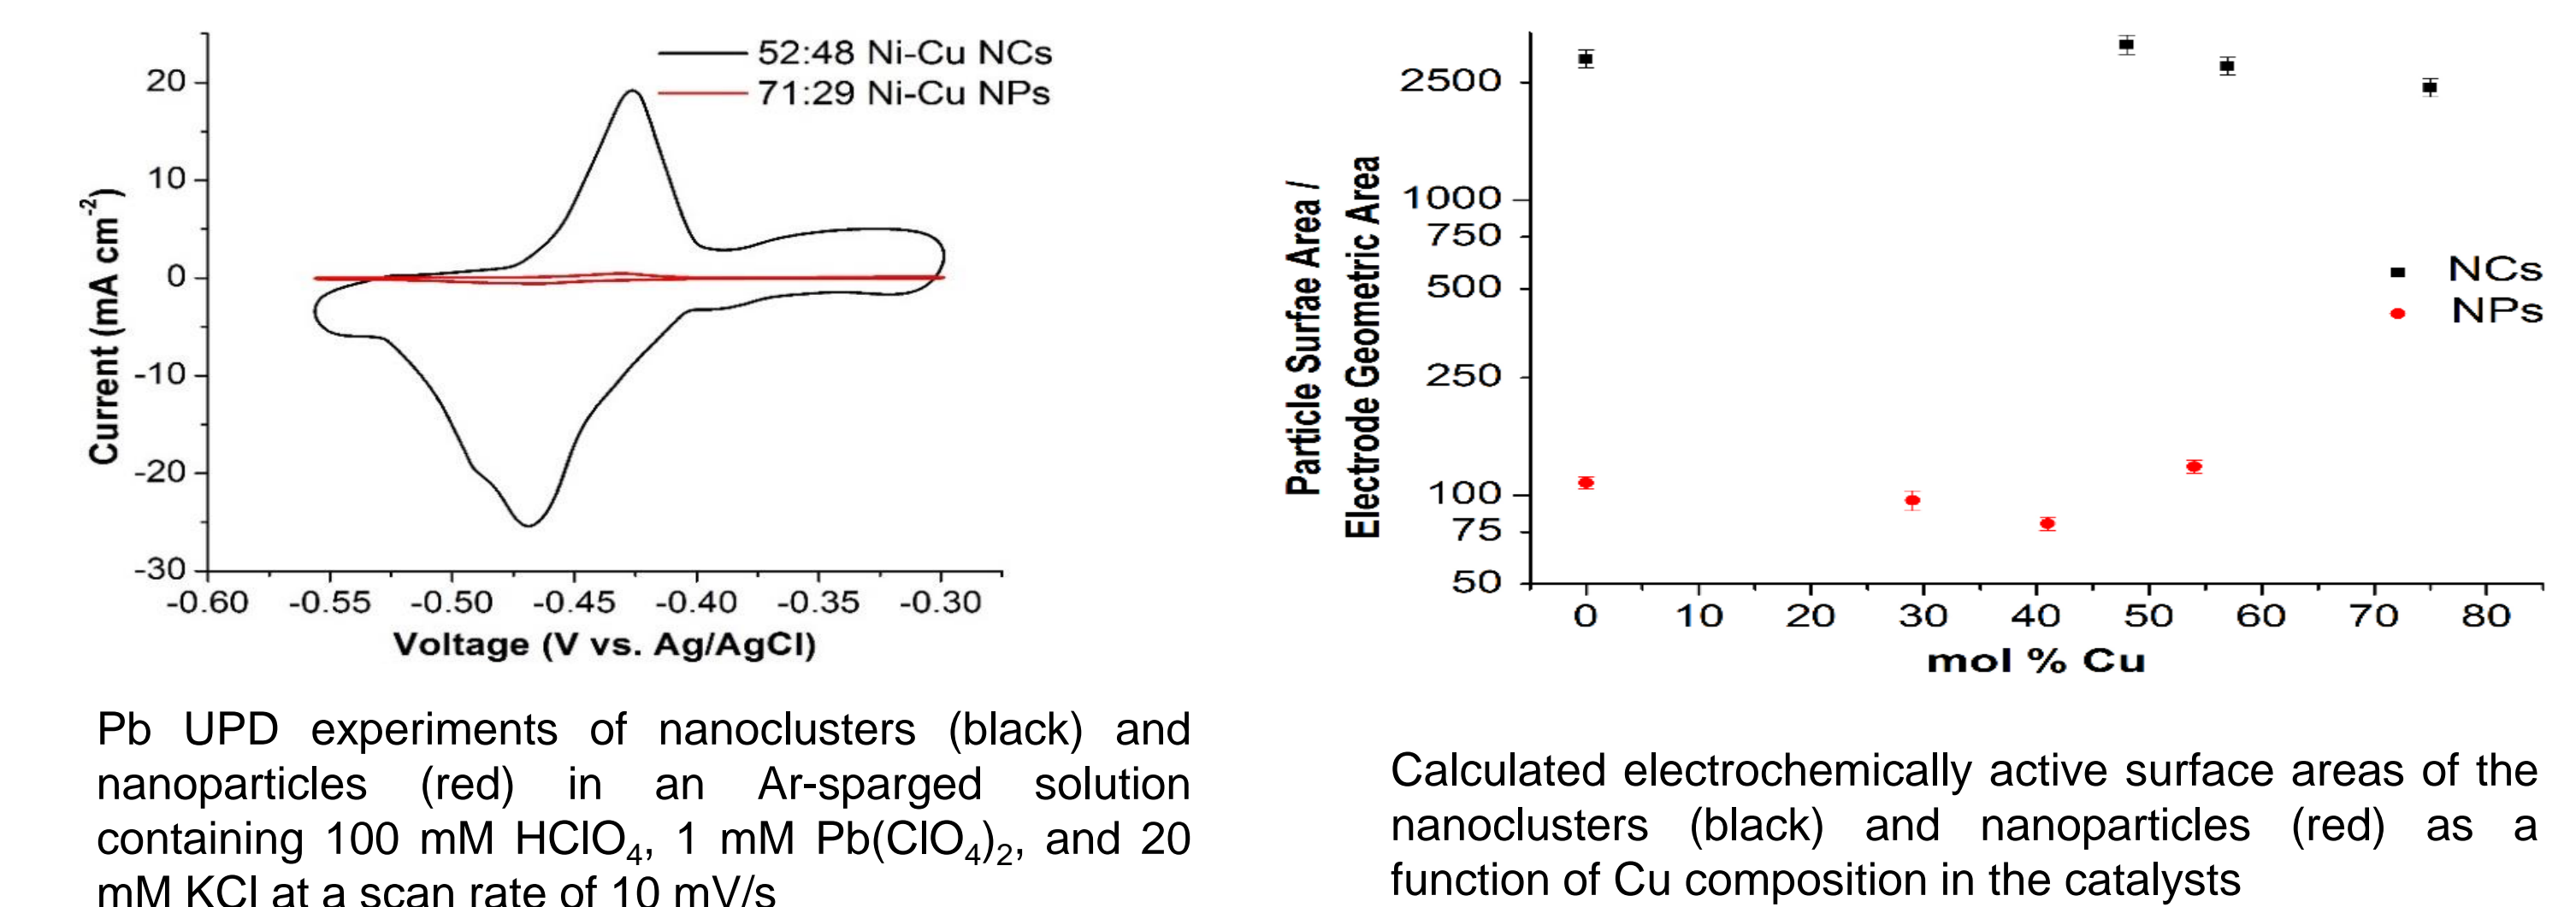 52:48 Ni-Cu NCs
71:29 Ni-Cu NPs
20
10
0
-10
-20
-30
Current (mA cm-2)
-0.60 -0.55 -0.50 -0.45 -0.40 -0.35 -0.30
Voltage (V vs. Ag/AgCl)
Pb UPD experiments of nanoclusters (black) and
nanoparticles (red) in an Ar-sparged solution
containing 100 mM HClO4, 1 mM Pb(ClO4)2, and 20
mM KCl at a scan rate of 10 mV/s
Particle Surfae Area /
Electrode Geometric Area
2500
1000
750
500
250
100
75
50
NCs
NPs
0 10 20 30 40 50 60 70 80
mol % Cu
Calculated electrochemically active surface areas of the
nanoclusters (black) and nanoparticles (red) as a
function of Cu composition in the catalysts